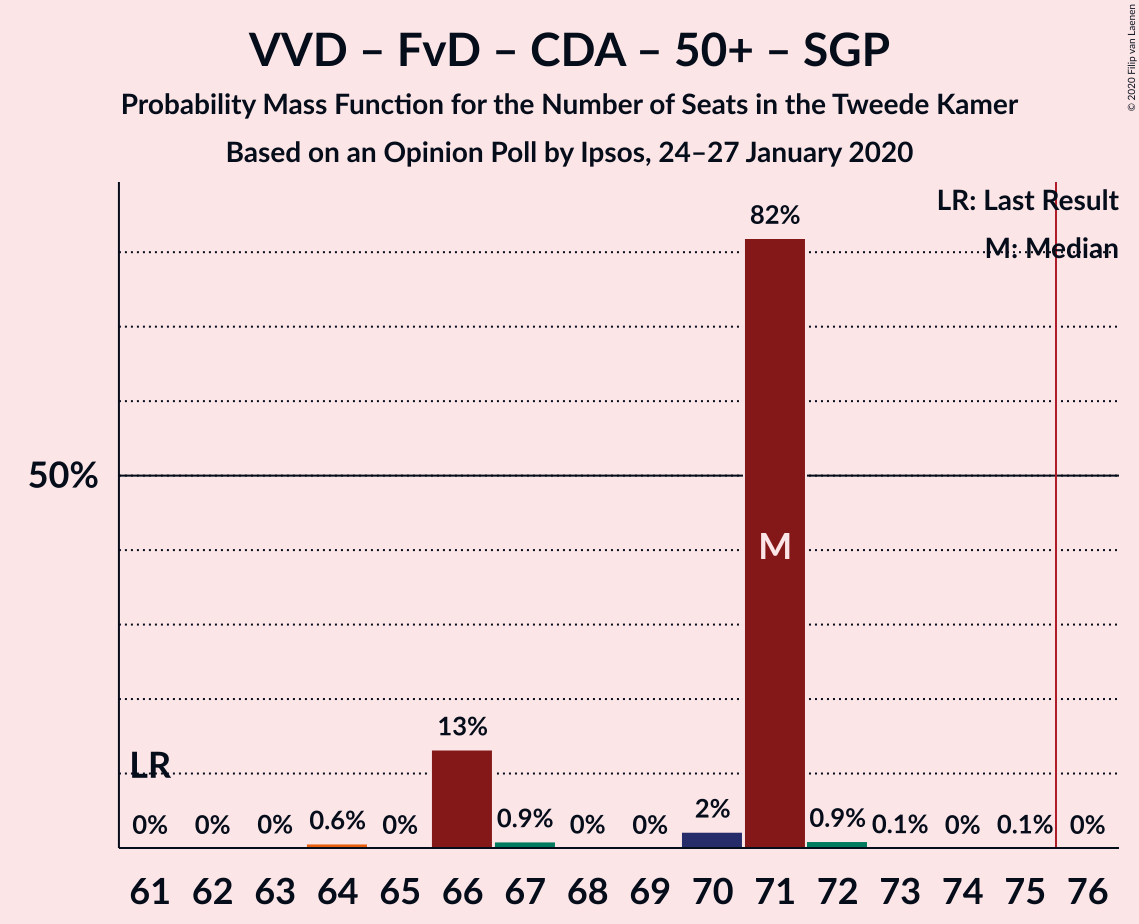 VVD – FvD – CDA – 50+ – SGP
Probability Mass Function for the Number of Seats in the Tweede Kamer
Based on an Opinion Poll by Ipsos, 24–27 January 2020
© 2020 Filip van Laenen
LR: Last Result
M: Median
82%
50%
M
13%
LR
0% 0% 0% 0.6% 0% 0.9% 0% 0% 2% 0.9% 0.1% 0% 0.1% 0%
61 62 63 64 65 66 67 68 69 70 71 72 73 74 75 76